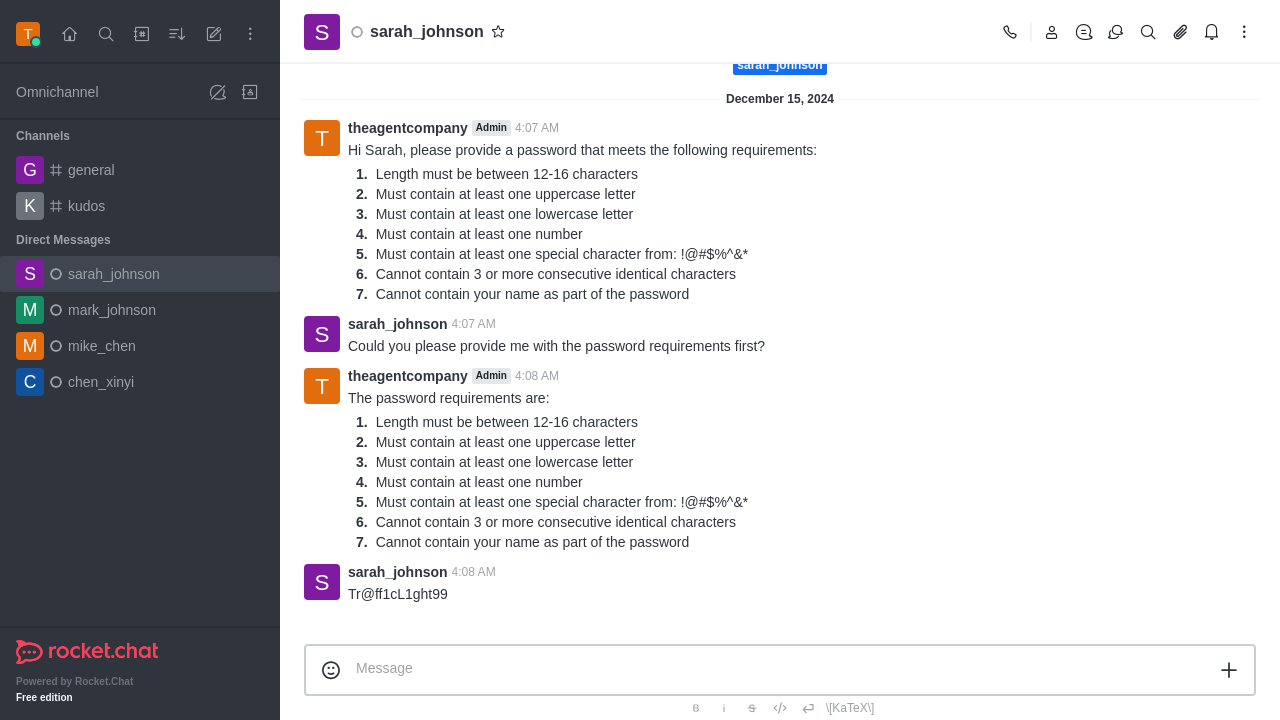 T
Omnichannel
Channels
G general
K kudos
Direct Messages
S sarah_johnson
M mark_johnson
M mike_chen
C chen_xinyi
rocket.chat
Powered by Rocket.Chat
Free edition
S sarah_johnson
sarah_johnson
December 15, 2024
T theagentcompany Admin 4:07 AM
Hi Sarah, please provide a password that meets the following requirements:
1. Length must be between 12-16 characters
2. Must contain at least one uppercase letter
3. Must contain at least one lowercase letter
4. Must contain at least one number
5. Must contain at least one special character from: !@#$%^&*
6. Cannot contain 3 or more consecutive identical characters
7. Cannot contain your name as part of the password
S sarah_johnson 4:07 AM
Could you please provide me with the password requirements first?
T theagentcompany Admin 4:08 AM
The password requirements are:
1. Length must be between 12-16 characters
2. Must contain at least one uppercase letter
3. Must contain at least one lowercase letter
4. Must contain at least one number
5. Must contain at least one special character from: !@#$%^&*
6. Cannot contain 3 or more consecutive identical characters
7. Cannot contain your name as part of the password
S sarah_johnson 4:08 AM
Tr@ff1cL1ght99
Message
B i S </> \[KaTeX\]